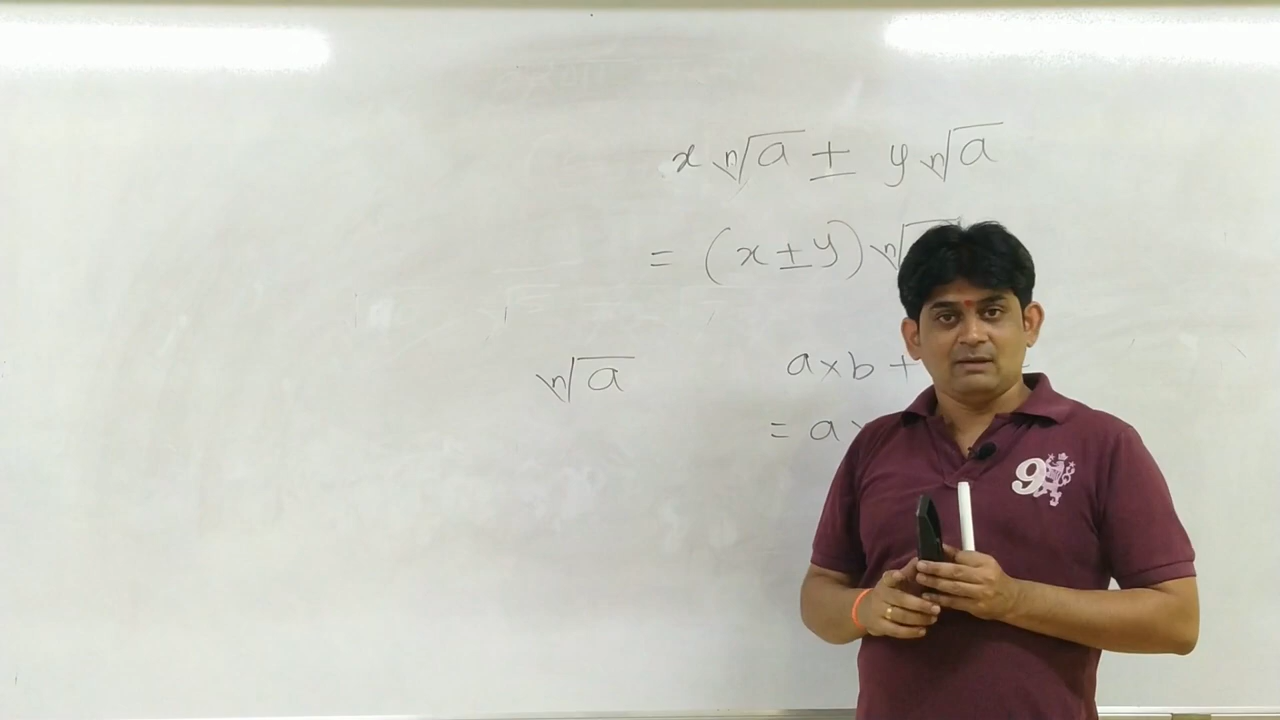 x ⁿ√a ± y ⁿ√a
= (x ± y) ⁿ√
ⁿ√a
a×b +
= a
9